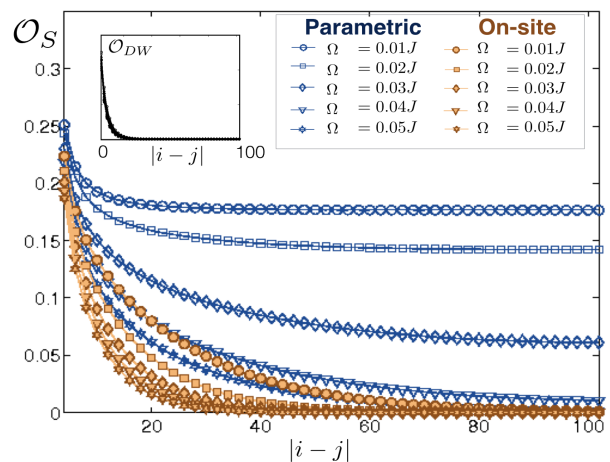 O_S
0.3
0.25
0.2
0.15
0.1
0.05
0
20
40
60
80
100
|i − j|
O_DW
0
100
|i − j|
Parametric
Ω = 0.01J
Ω = 0.02J
Ω = 0.03J
Ω = 0.04J
Ω = 0.05J
On-site
Ω = 0.01J
Ω = 0.02J
Ω = 0.03J
Ω = 0.04J
Ω = 0.05J